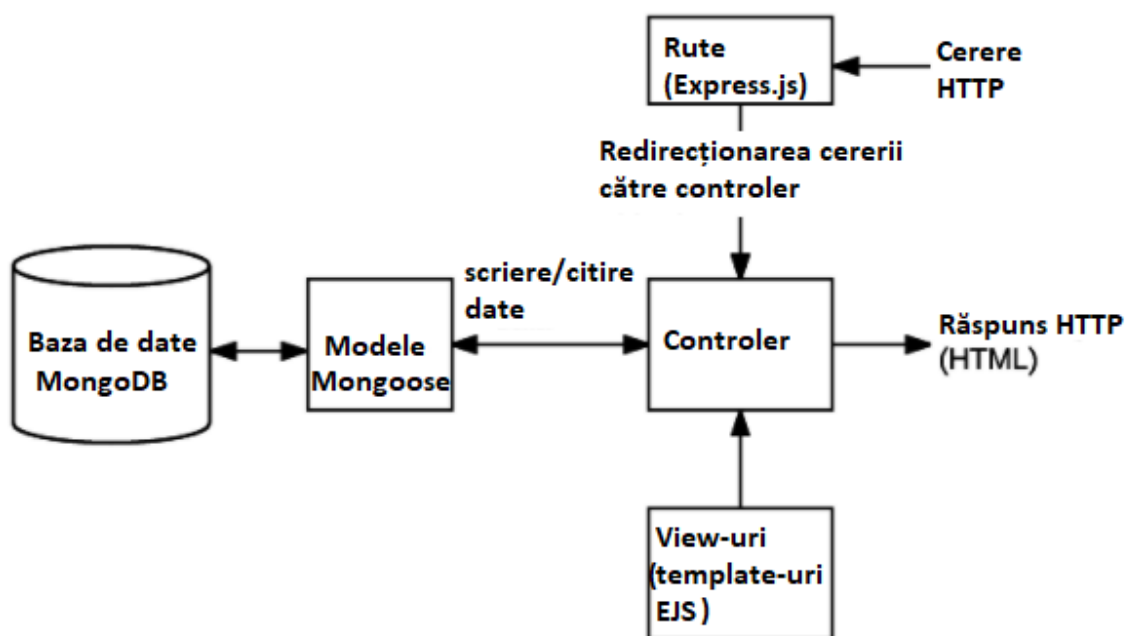 Rute
(Express.js)
Cerere
HTTP
Redirecționarea cererii
către controler
scriere/citire
date
Baza de date
MongoDB
Modele
Mongoose
Controler
Răspuns HTTP
(HTML)
View-uri
(template-uri
EJS)